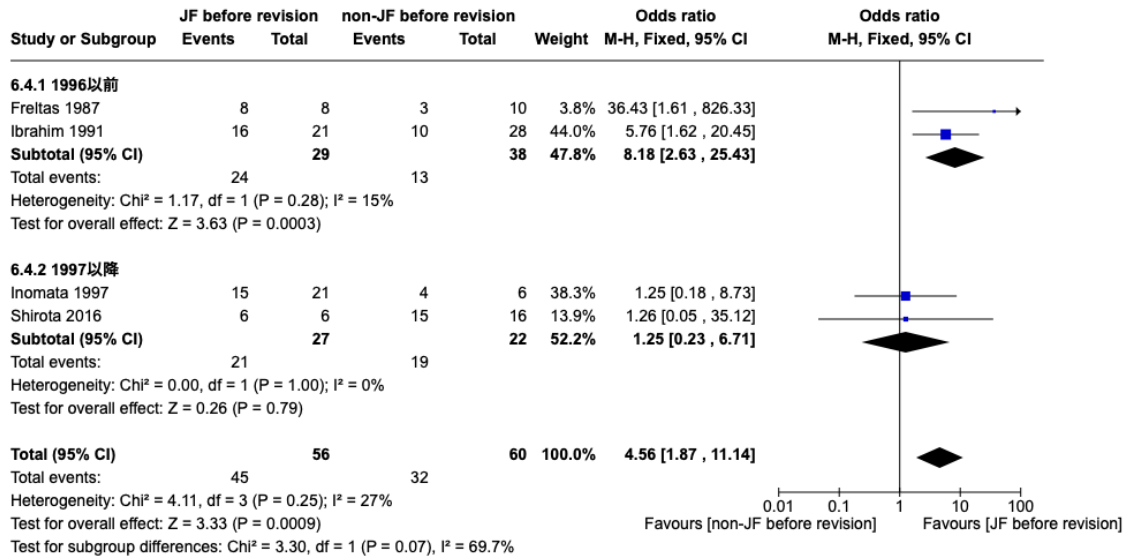 JF before revision non-JF before revision Odds ratio Odds ratio
Study or Subgroup Events Total Events Total Weight M-H, Fixed, 95% CI M-H, Fixed, 95% CI
6.4.1 1996以前
Freltas 1987 8 8 3 10 3.8% 36.43 [1.61 , 826.33]
Ibrahim 1991 16 21 10 28 44.0% 5.76 [1.62 , 20.45]
Subtotal (95% CI) 29 38 47.8% 8.18 [2.63 , 25.43]
Total events: 24 13
Heterogeneity: Chi² = 1.17, df = 1 (P = 0.28); I² = 15%
Test for overall effect: Z = 3.63 (P = 0.0003)
6.4.2 1997以降
Inomata 1997 15 21 4 6 38.3% 1.25 [0.18 , 8.73]
Shirota 2016 6 6 15 16 13.9% 1.26 [0.05 , 35.12]
Subtotal (95% CI) 27 22 52.2% 1.25 [0.23 , 6.71]
Total events: 21 19
Heterogeneity: Chi² = 0.00, df = 1 (P = 1.00); I² = 0%
Test for overall effect: Z = 0.26 (P = 0.79)
Total (95% CI) 56 60 100.0% 4.56 [1.87 , 11.14]
Total events: 45 32
Heterogeneity: Chi² = 4.11, df = 3 (P = 0.25); I² = 27%
0.01 0.1 1 10 100
Test for overall effect: Z = 3.33 (P = 0.0009)
Favours [non-JF before revision] Favours [JF before revision]
Test for subgroup differences: Chi² = 3.30, df = 1 (P = 0.07), I² = 69.7%